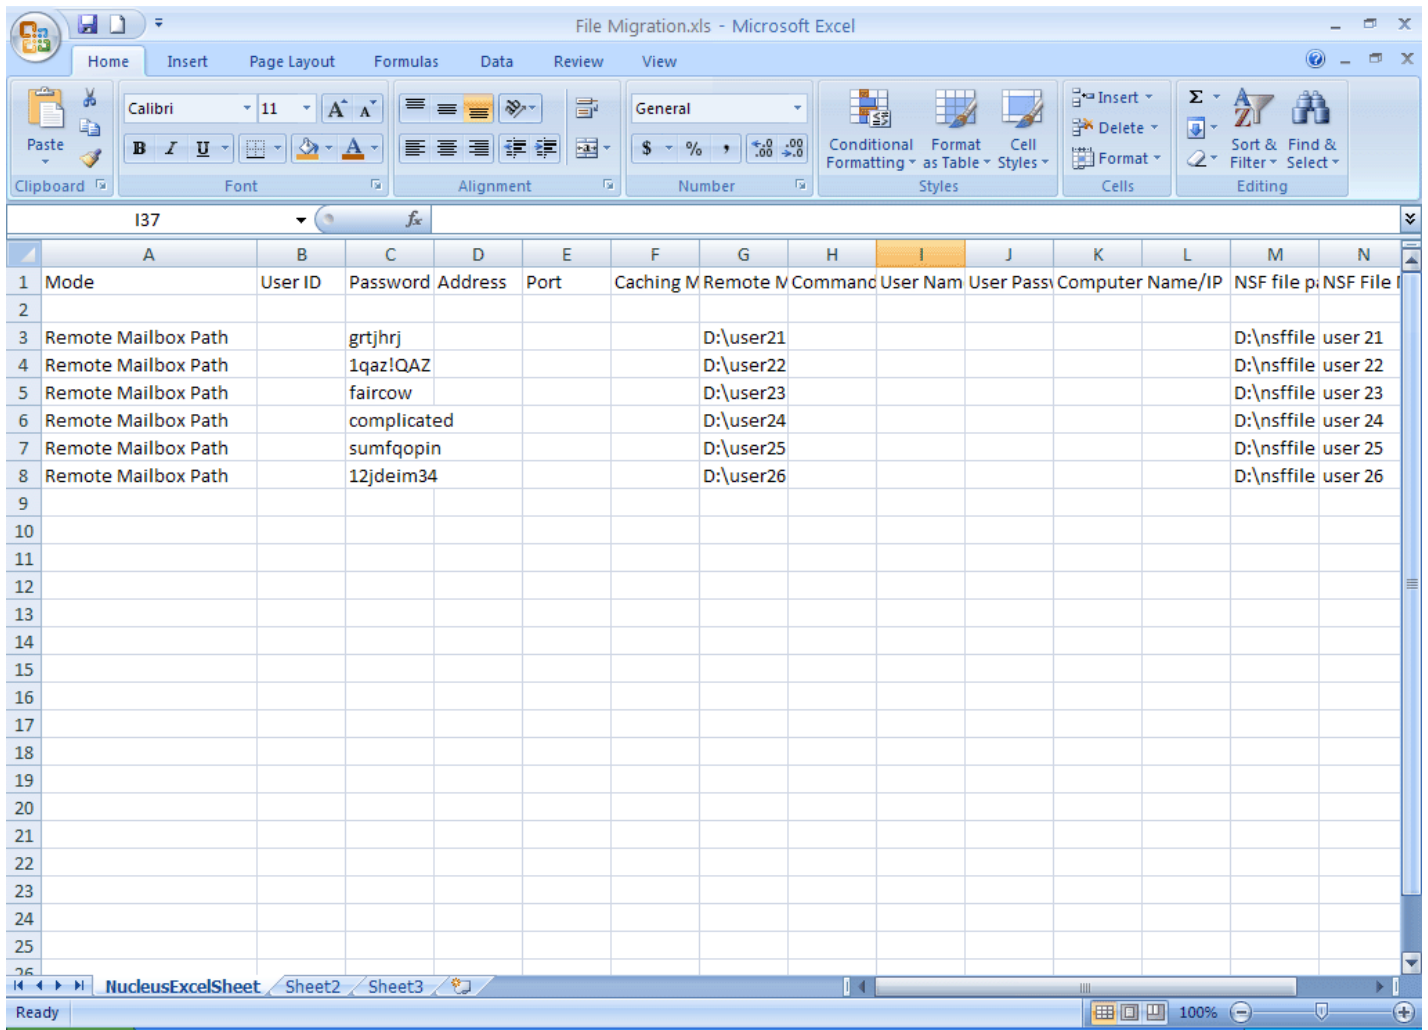 File Migration.xls - Microsoft Excel
Home Insert Page Layout Formulas Data Review View
Calibri 11 A A General Insert Σ
Paste B I U A $ % , .00 .0 Conditional Formatting Format as Table Cell Styles Delete Format Sort & Filter Find & Select
Clipboard Font Alignment Number Styles Cells Editing
I37 fx
A B C D E F G H I J K L M N
1 Mode User ID Password Address Port Caching M Remote M Command User Nam User Pass Computer Name/IP NSF file p NSF File
2
3 Remote Mailbox Path grtjhrj D:\user21 D:\nsffile user 21
4 Remote Mailbox Path 1qaz!QAZ D:\user22 D:\nsffile user 22
5 Remote Mailbox Path faircow D:\user23 D:\nsffile user 23
6 Remote Mailbox Path complicated D:\user24 D:\nsffile user 24
7 Remote Mailbox Path sumfqopin D:\user25 D:\nsffile user 25
8 Remote Mailbox Path 12jdeim34 D:\user26 D:\nsffile user 26
9
10
11
12
13
14
15
16
17
18
19
20
21
22
23
24
25
26
NucleusExcelSheet Sheet2 Sheet3
Ready 100%